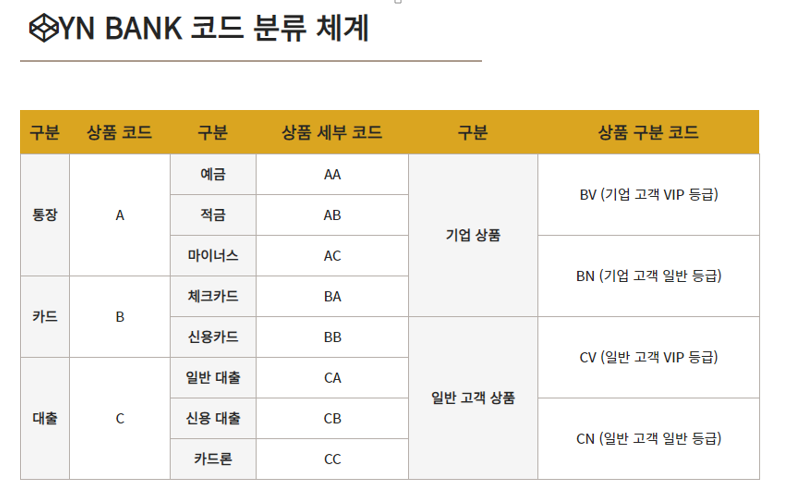 YN BANK 코드 분류 체계
구분 상품 코드 구분 상품 세부 코드 구분 상품 구분 코드
통장 A 예금 AA 기업 상품 BV (기업 고객 VIP 등급)
적금 AB
마이너스 AC BN (기업 고객 일반 등급)
카드 B 체크카드 BA
신용카드 BB 일반 고객 상품 CV (일반 고객 VIP 등급)
대출 C 일반 대출 CA
신용 대출 CB CN (일반 고객 일반 등급)
카드론 CC